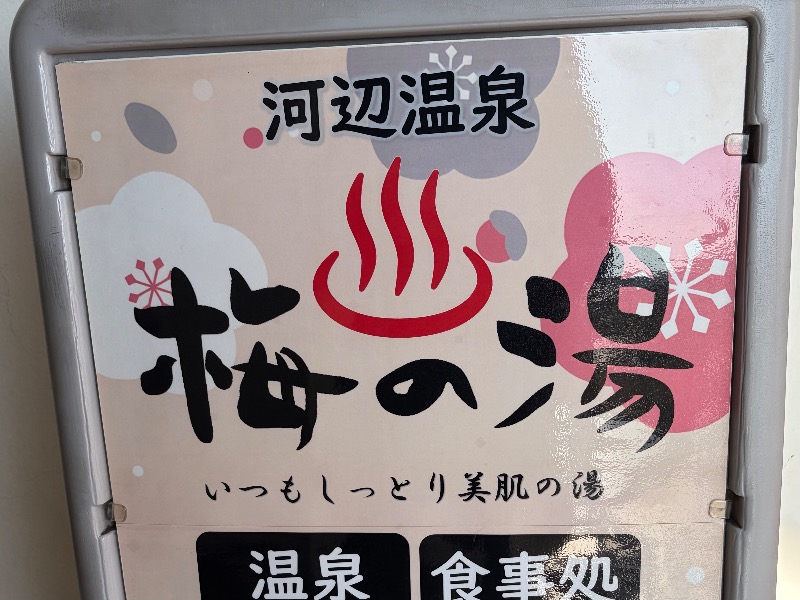 河辺温泉
梅の湯
いつもしっとり美肌の湯
温泉 食事処